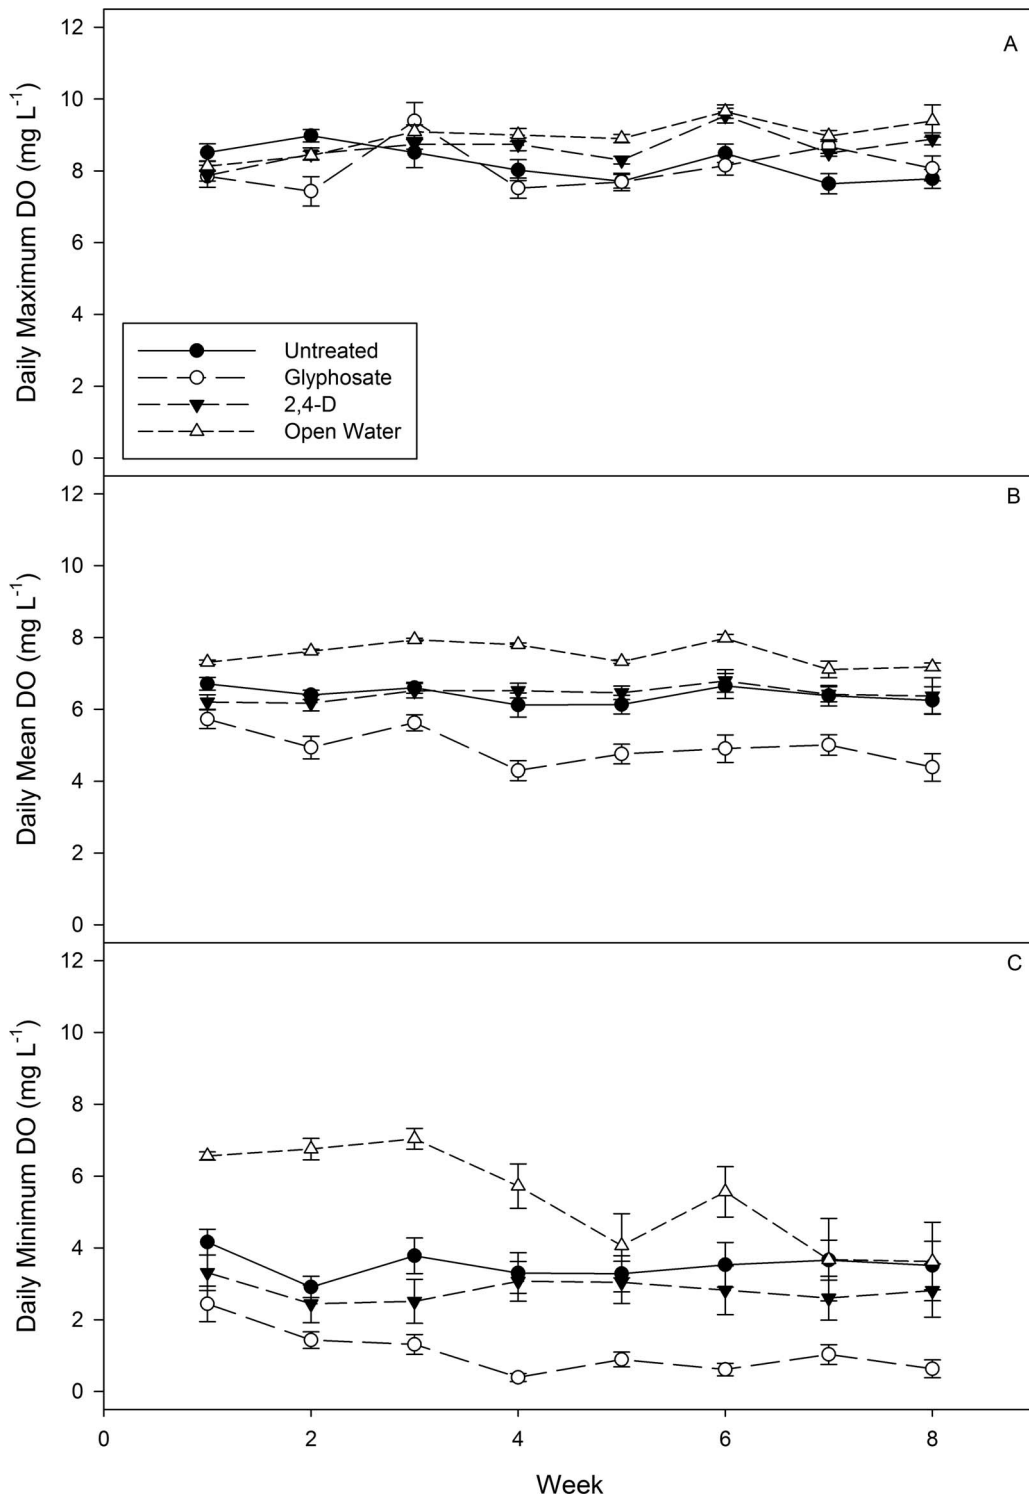 A
Daily Maximum DO (mg L⁻¹)
12
10
8
6
4
2
0
Untreated
Glyphosate
2,4-D
Open Water
B
Daily Mean DO (mg L⁻¹)
12
10
8
6
4
2
0
C
Daily Minimum DO (mg L⁻¹)
12
10
8
6
4
2
0
0 2 4 6 8
Week